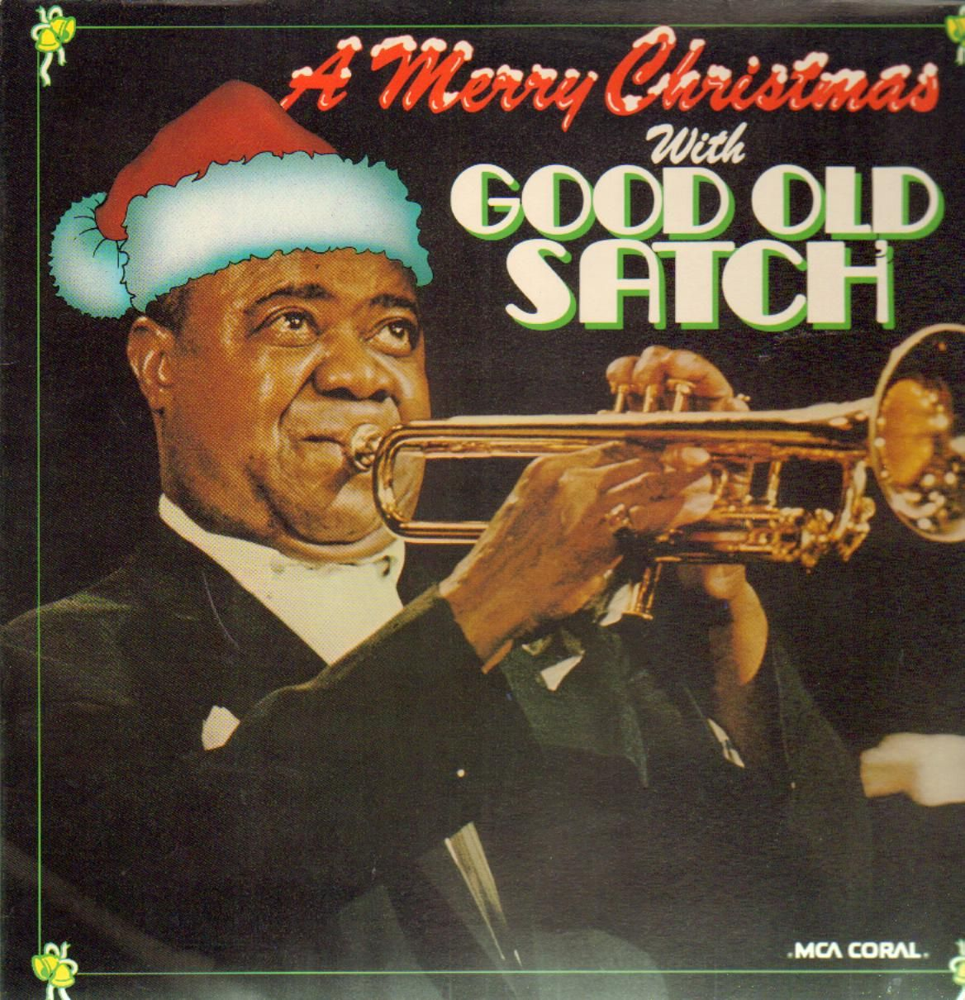 A Merry Christmas
With
GOOD OLD
SATCH'
MCA CORAL.